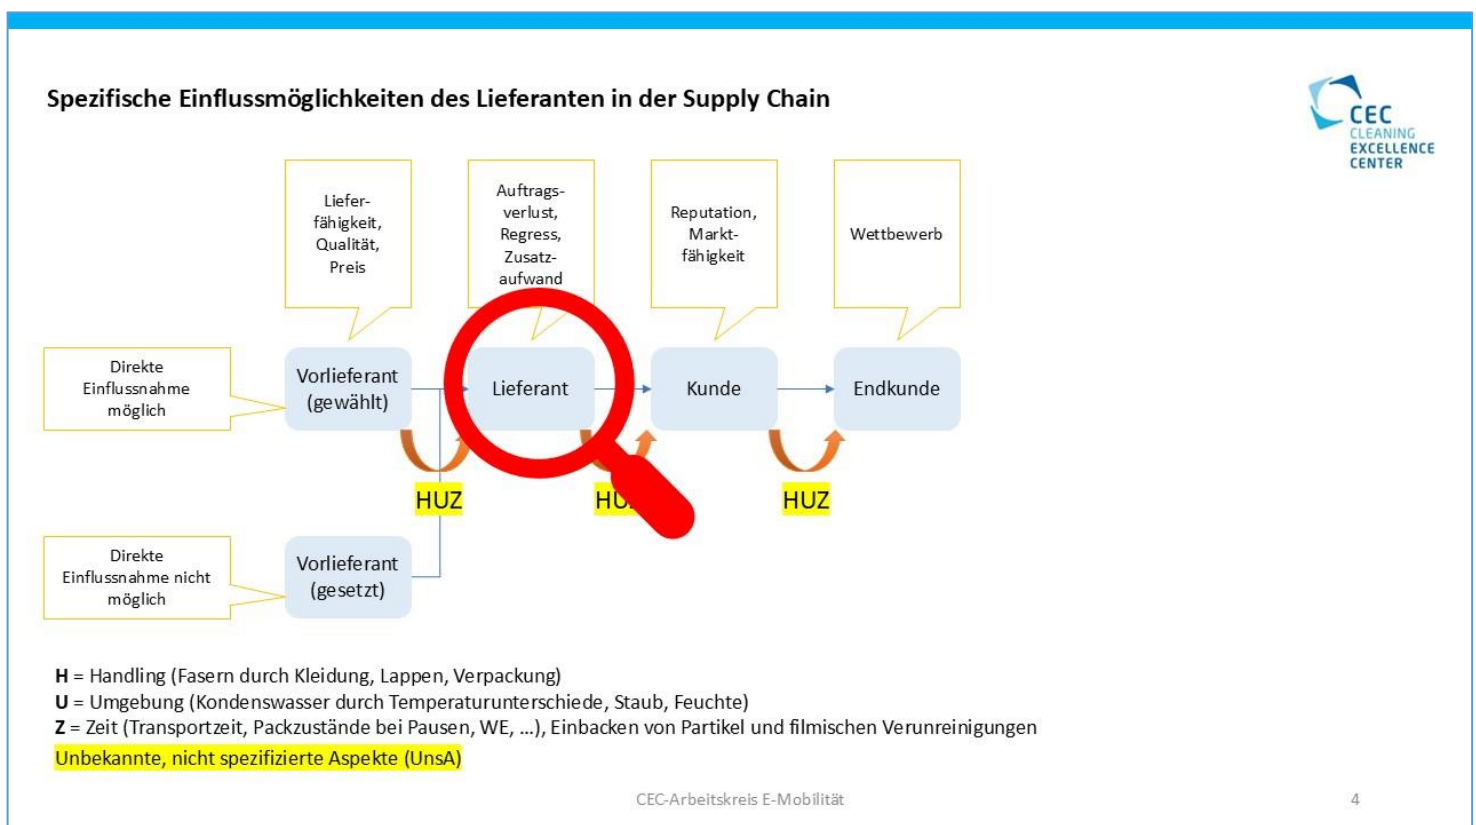 Spezifische Einflussmöglichkeiten des Lieferanten in der Supply Chain
CEC
CLEANING
EXCELLENCE
CENTER
Liefer-
fähigkeit,
Qualität,
Preis
Auftrags-
verlust,
Regress,
Zusatz-
aufwand
Reputation,
Markt-
fähigkeit
Wettbewerb
Direkte
Einflussnahme
möglich
Vorlieferant
(gewählt)
Lieferant
Kunde
Endkunde
HUZ
HUZ
HUZ
Direkte
Einflussnahme nicht
möglich
Vorlieferant
(gesetzt)
H = Handling (Fasern durch Kleidung, Lappen, Verpackung)
U = Umgebung (Kondenswasser durch Temperaturunterschiede, Staub, Feuchte)
Z = Zeit (Transportzeit, Packzustände bei Pausen, WE, ...), Einbacken von Partikel und filmischen Verunreinigungen
Unbekannte, nicht spezifizierte Aspekte (UnsA)
CEC-Arbeitskreis E-Mobilität
4